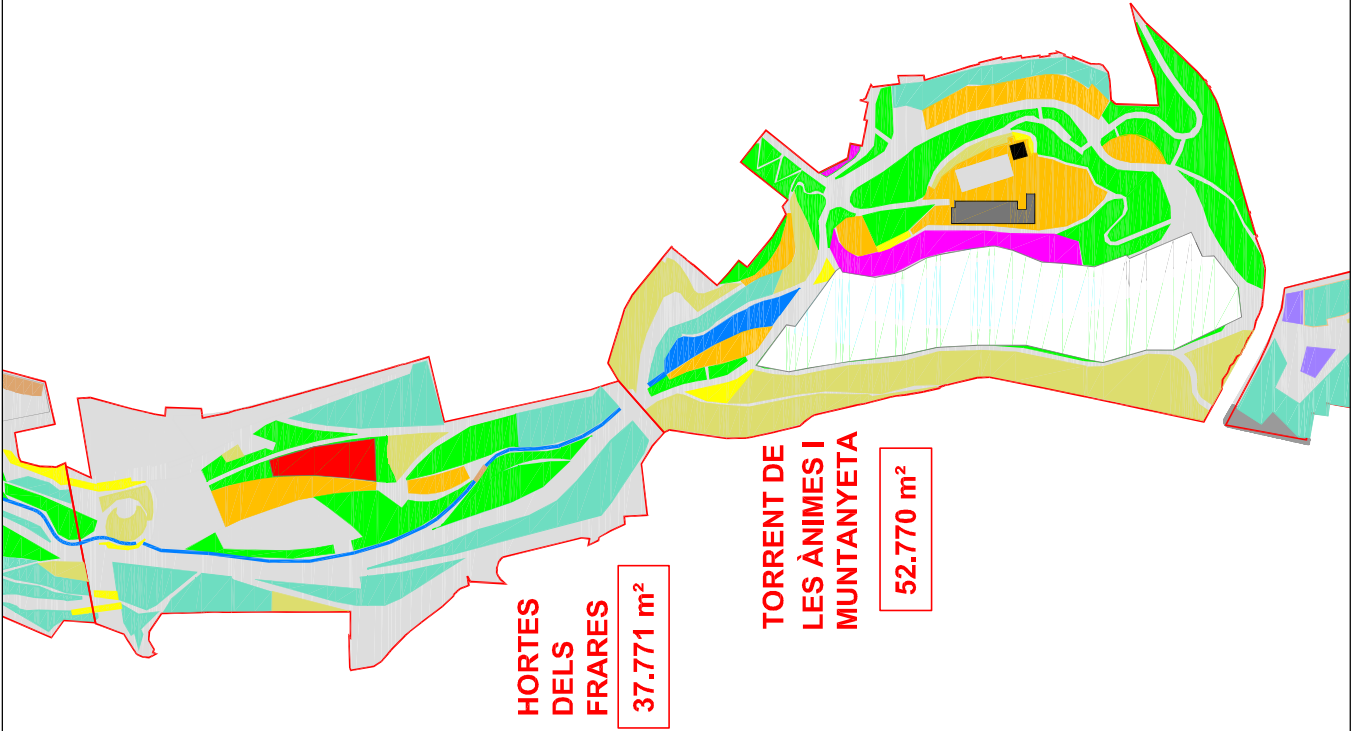 HORTES
DELS
FRARES
37.771 m²
TORRENT DE
LES ÀNIMES I
MUNTANYETA
52.770 m²